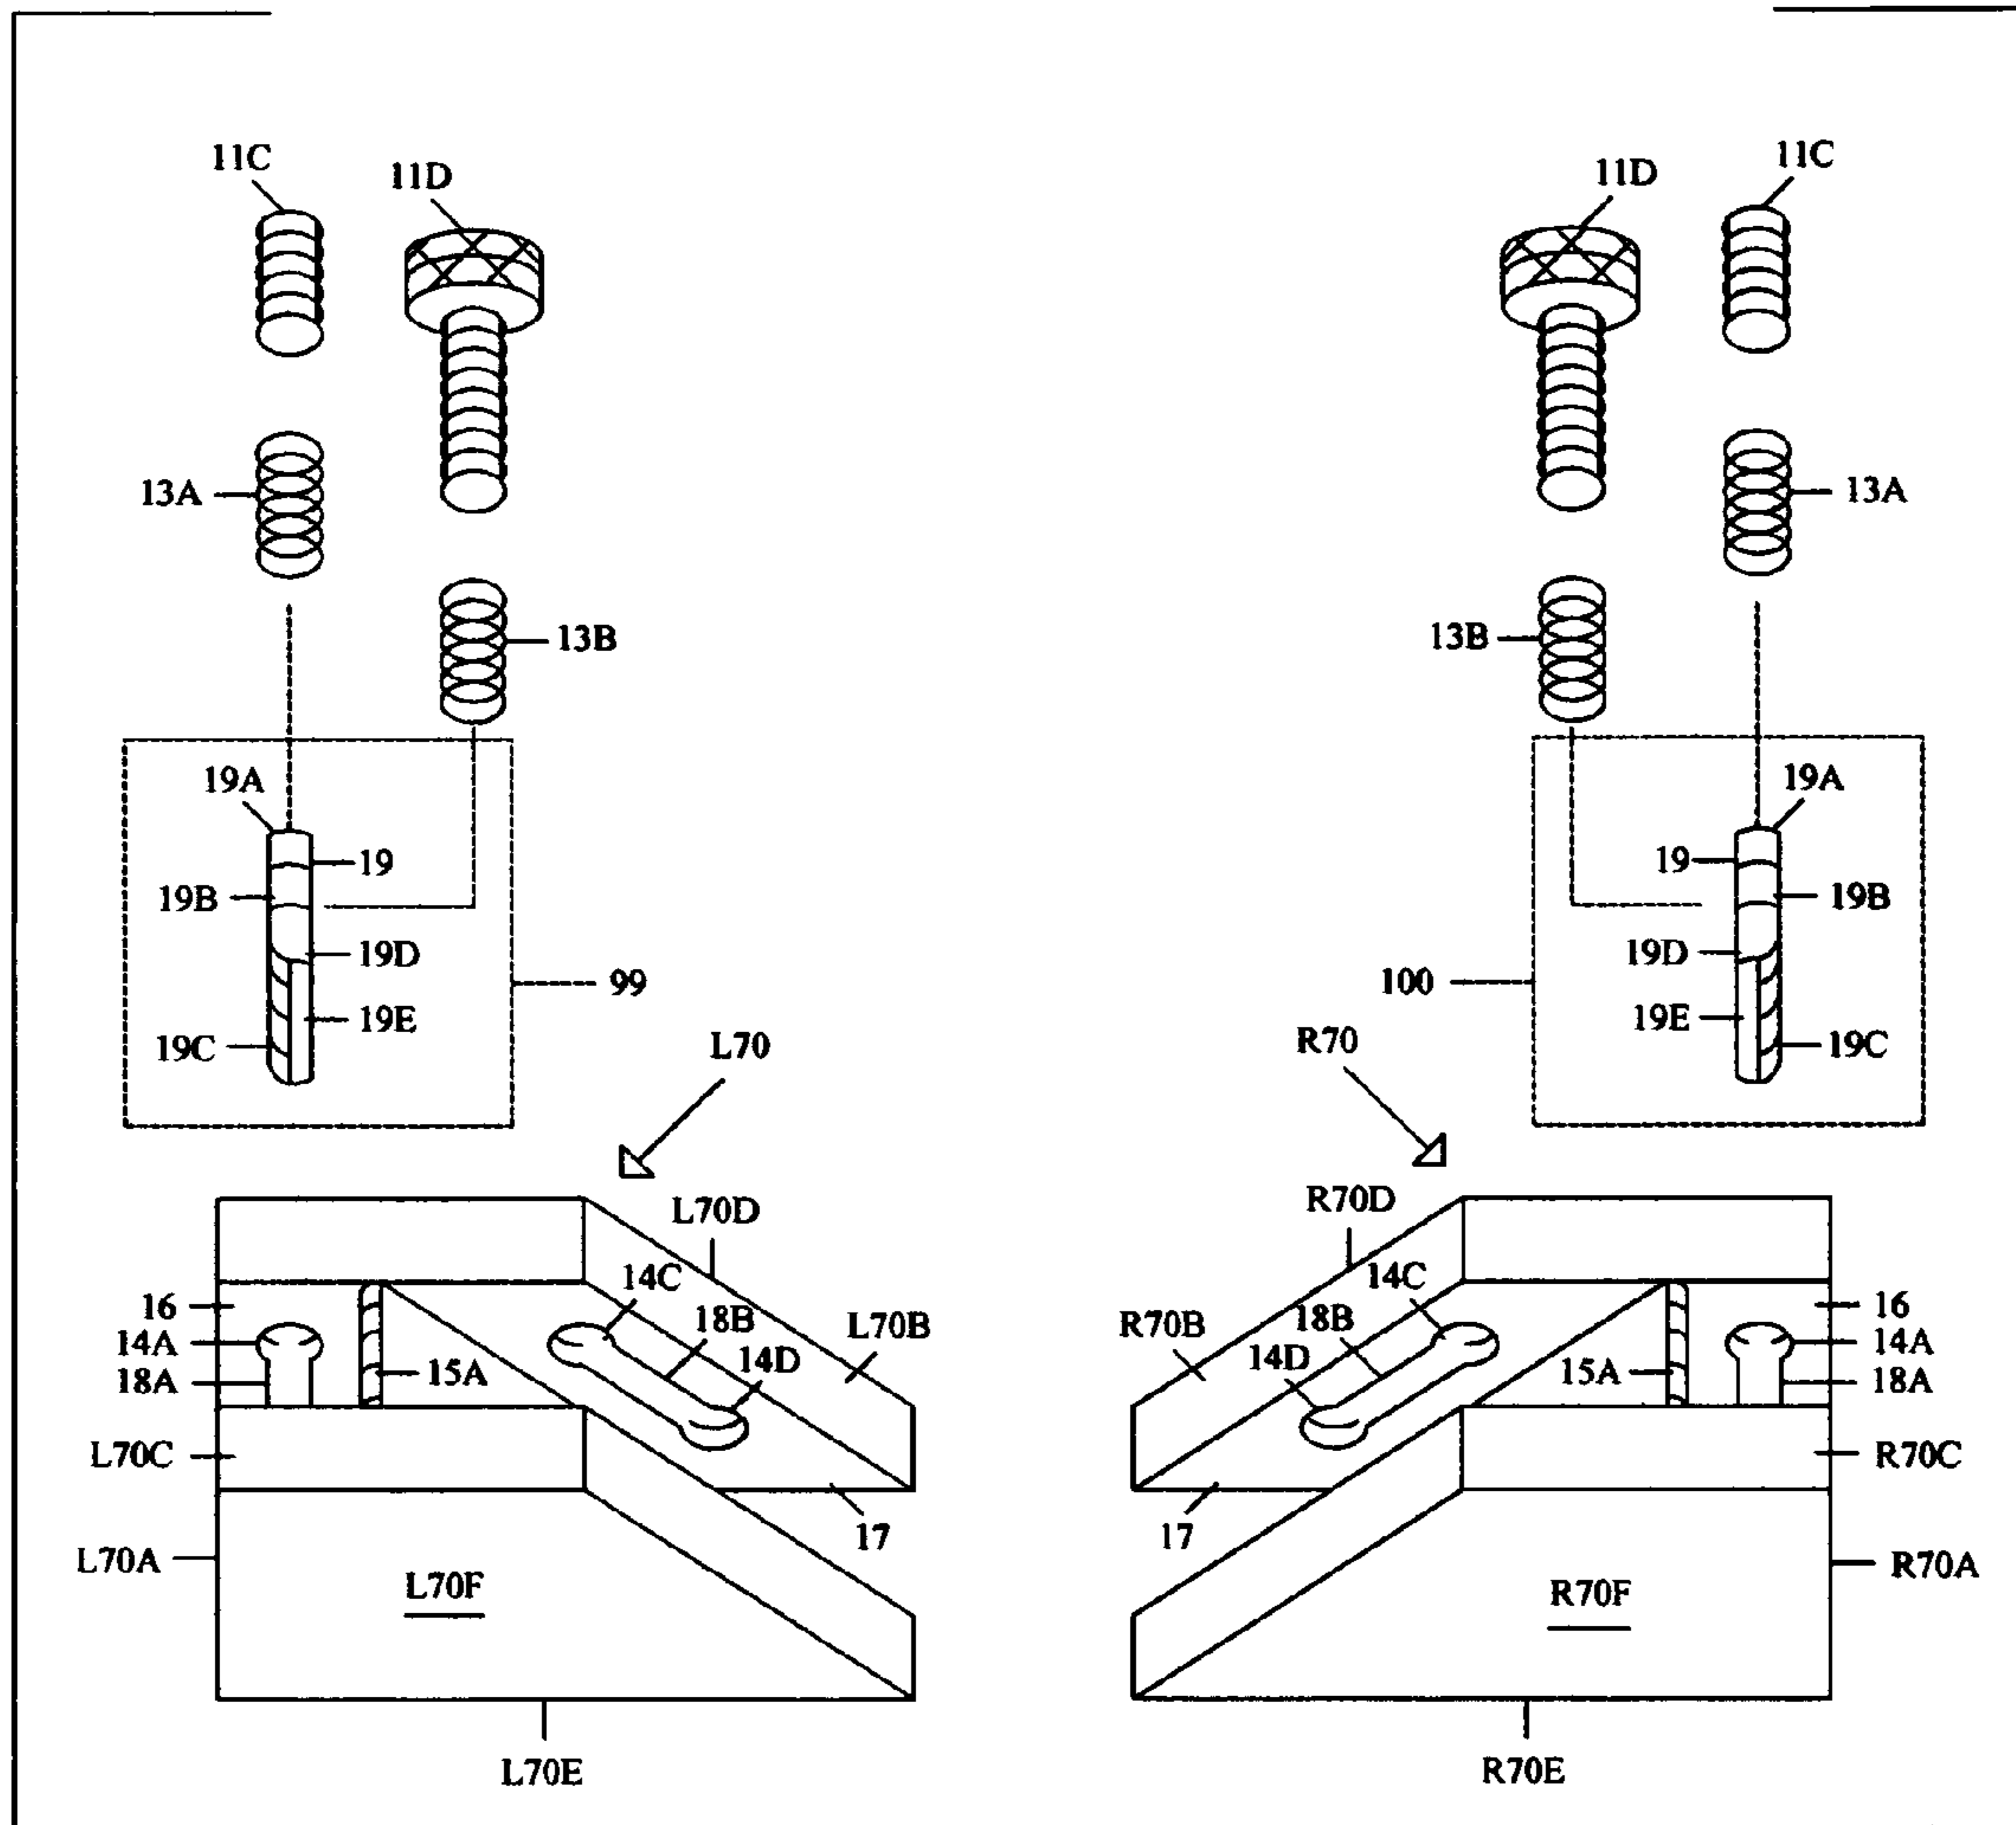 11C
11D
11D
11C
13A
13A
13B
13B
19A
19A
19
19
19B
19B
19D
19D
99
100
19E
19E
19C
19C
L70
R70
L70D
R70D
14C
14C
16
18B
L70B
R70B
18B
16
14A
14D
14D
14A
18A
15A
15A
18A
L70C
R70C
17
17
L70A
R70A
L70F
R70F
L70E
R70E